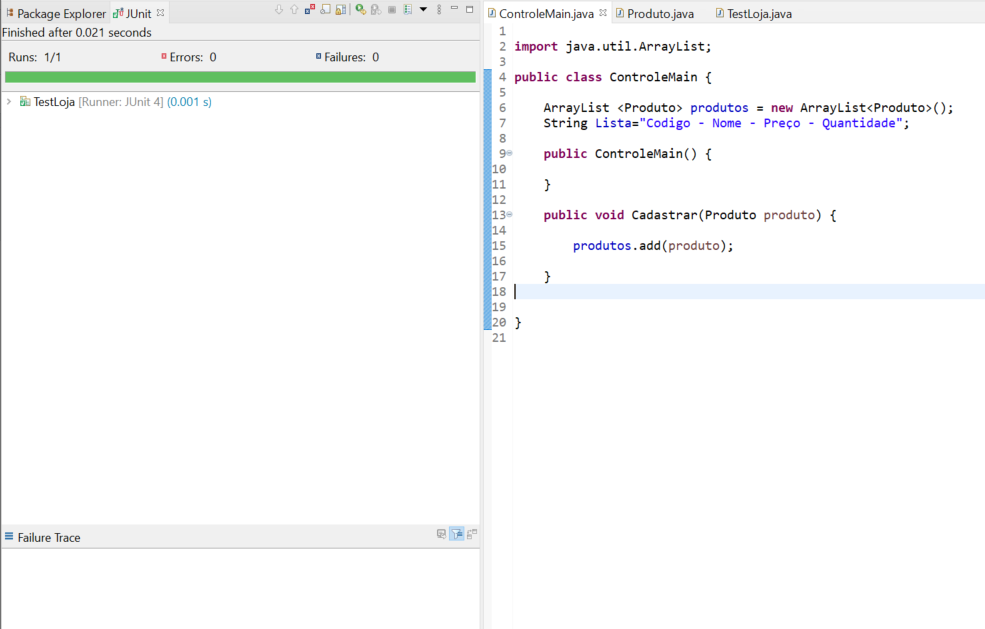 Package Explorer JUnit
Finished after 0.021 seconds
Runs: 1/1 Errors: 0 Failures: 0
TestLoja [Runner: JUnit 4] (0.001 s)
Failure Trace
ControleMain.java Produto.java TestLoja.java
1
2 import java.util.ArrayList;
3
4 public class ControleMain {
5
6 ArrayList <Produto> produtos = new ArrayList<Produto>();
7 String Lista="Codigo - Nome - Preço - Quantidade";
8
9 public ControleMain() {
10
11 }
12
13 public void Cadastrar(Produto produto) {
14
15 produtos.add(produto);
16
17 }
18
19
20 }
21